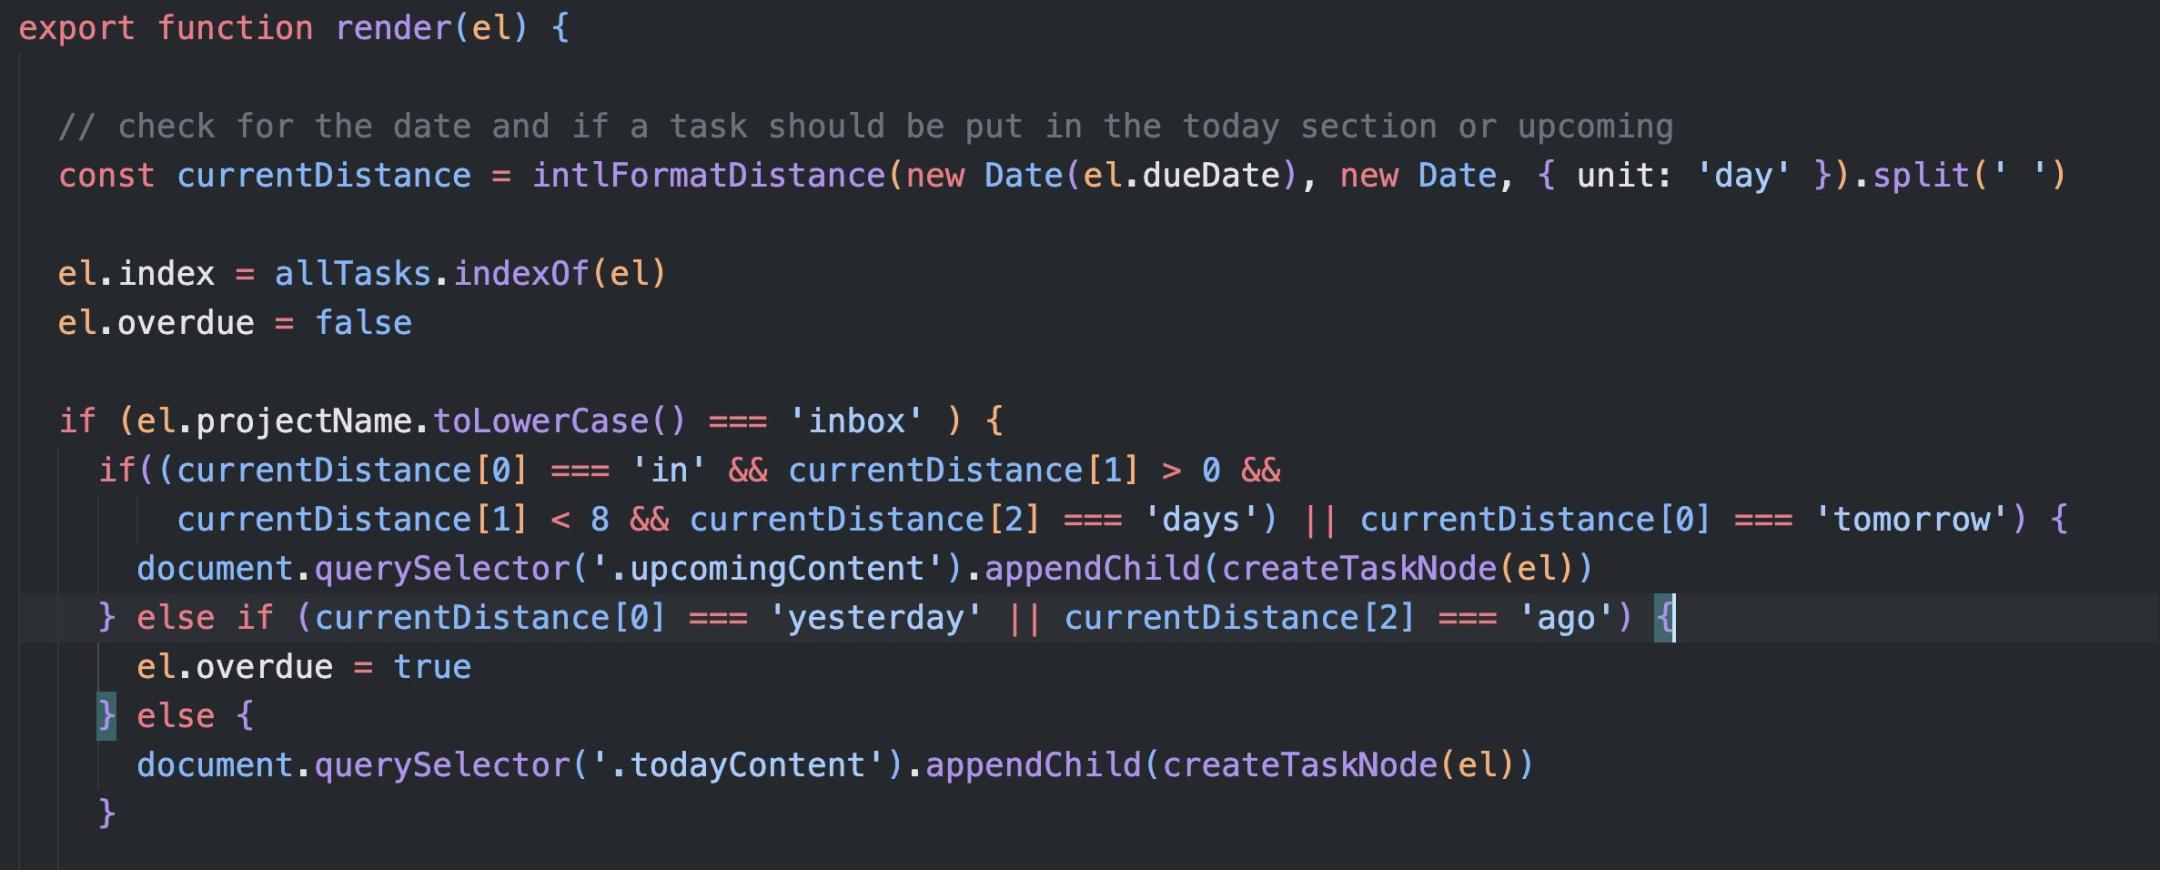 export function render(el) {
// check for the date and if a task should be put in the today section or upcoming
const currentDistance = intlFormatDistance(new Date(el.dueDate), new Date, { unit: 'day' }).split(' ')
el.index = allTasks.indexOf(el)
el.overdue = false
if (el.projectName.toLowerCase() === 'inbox' ) {
if((currentDistance[0] === 'in' && currentDistance[1] > 0 &&
currentDistance[1] < 8 && currentDistance[2] === 'days') || currentDistance[0] === 'tomorrow') {
document.querySelector('.upcomingContent').appendChild(createTaskNode(el))
} else if (currentDistance[0] === 'yesterday' || currentDistance[2] === 'ago') {
el.overdue = true
} else {
document.querySelector('.todayContent').appendChild(createTaskNode(el))
}